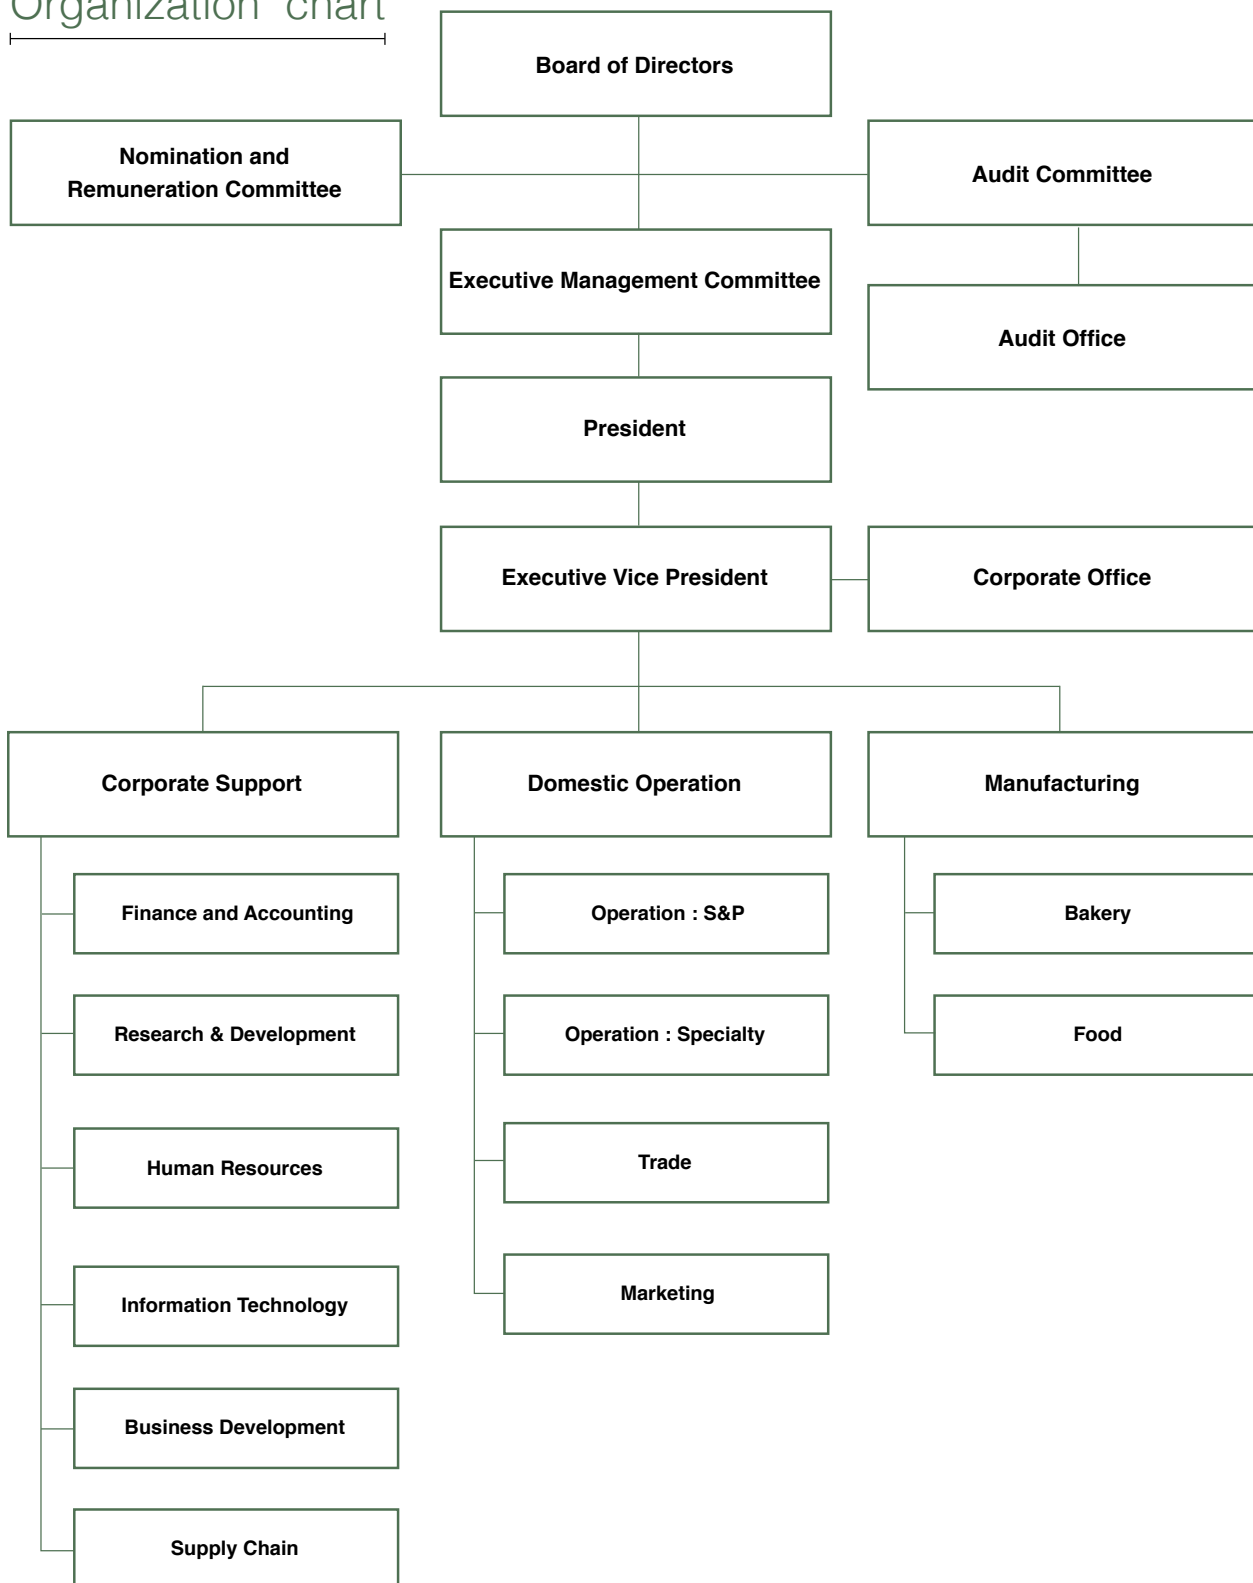 Organization chart
Board of Directors
Nomination and
Remuneration Committee
Audit Committee
Executive Management Committee
Audit Office
President
Executive Vice President
Corporate Office
Corporate Support
Domestic Operation
Manufacturing
Finance and Accounting
Operation : S&P
Bakery
Research & Development
Operation : Specialty
Food
Human Resources
Trade
Information Technology
Marketing
Business Development
Supply Chain